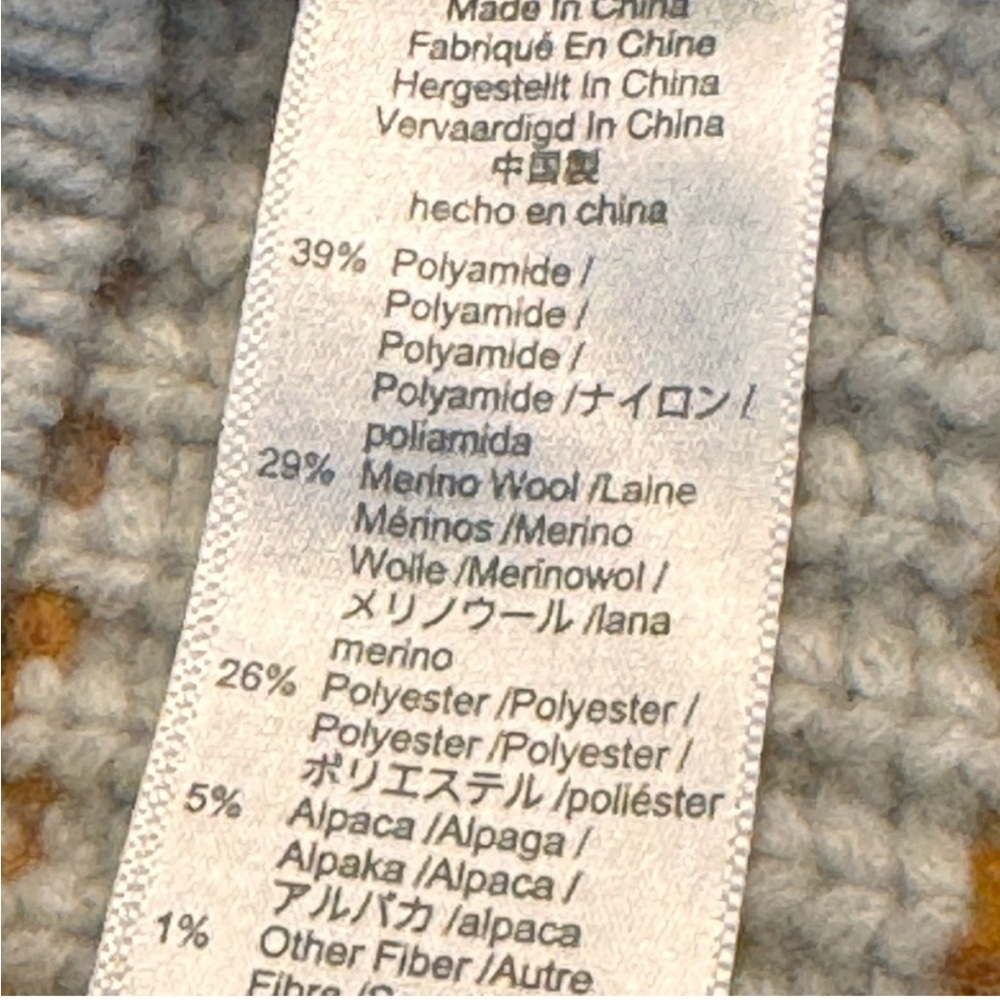 Made In China
Fabriqué En Chine
Hergestellt In China
Vervaardigd In China
中国製
hecho en china
39% Polyamide /
Polyamide /
Polyamide /
Polyamide /ナイロン /
poliamida
29% Merino Wool /Laine
Mérinos /Merino
Wolle /Merinowol /
メリノウール /lana
merino
26% Polyester /Polyester /
Polyester /Polyester /
ポリエステル /poliéster
5% Alpaca /Alpaga /
Alpaka /Alpaca /
アルパカ /alpaca
1% Other Fiber /Autre
Fibre